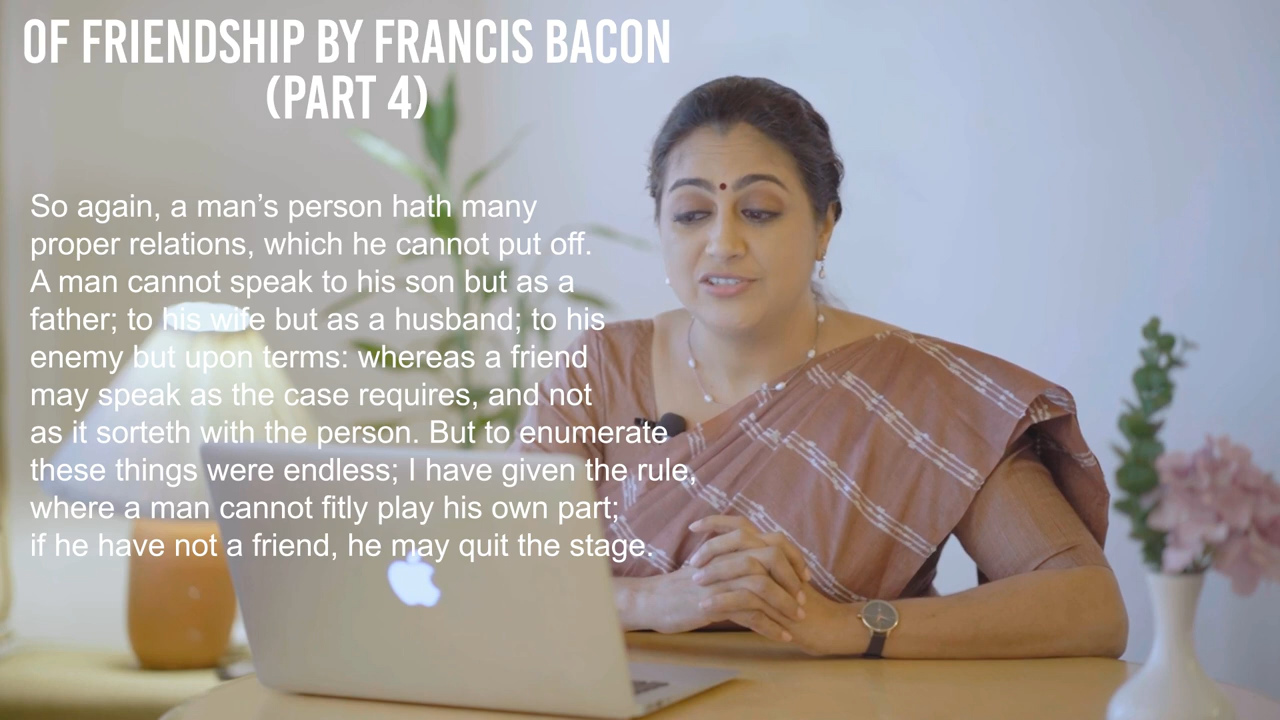 OF FRIENDSHIP BY FRANCIS BACON
(PART 4)
So again, a man’s person hath many
proper relations, which he cannot put off.
A man cannot speak to his son but as a
father; to his wife but as a husband; to his
enemy but upon terms: whereas a friend
may speak as the case requires, and not
as it sorteth with the person. But to enumerate
these things were endless; I have given the rule,
where a man cannot fitly play his own part;
if he have not a friend, he may quit the stage.